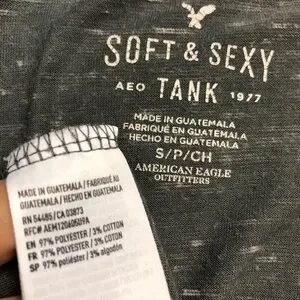 SOFT & SEXY
AEO TANK 1977
MADE IN GUATEMALA
FABRIQUÉ EN GUATEMALA
HECHO EN GUATEMALA
S/P/CH
AMERICAN EAGLE
OUTFITTERS
MADE IN GUATEMALA / FABRIQUÉ AU
GUATEMALA / HECHO EN GUATEMALA
RN 54485/CA 03873
RFC# AEM120405D9A
EN 97% POLYESTER / 3% COTTON
FR 97% POLYESTER / 3% COTON
SP 97% poliéster / 3% algodón